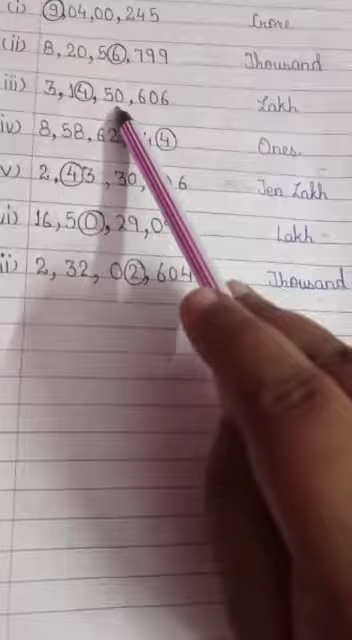 (i) 9,04,00,245 Crore
(ii) 8,20,56,799 Thousand
iii) 3,14,50,606 Lakh
iv) 8,58,62 4 Ones
v) 2,43,30, 6 Ten Lakh
vi) 16,50,29,0 Lakh
ii) 2,32,02,604 Thousand